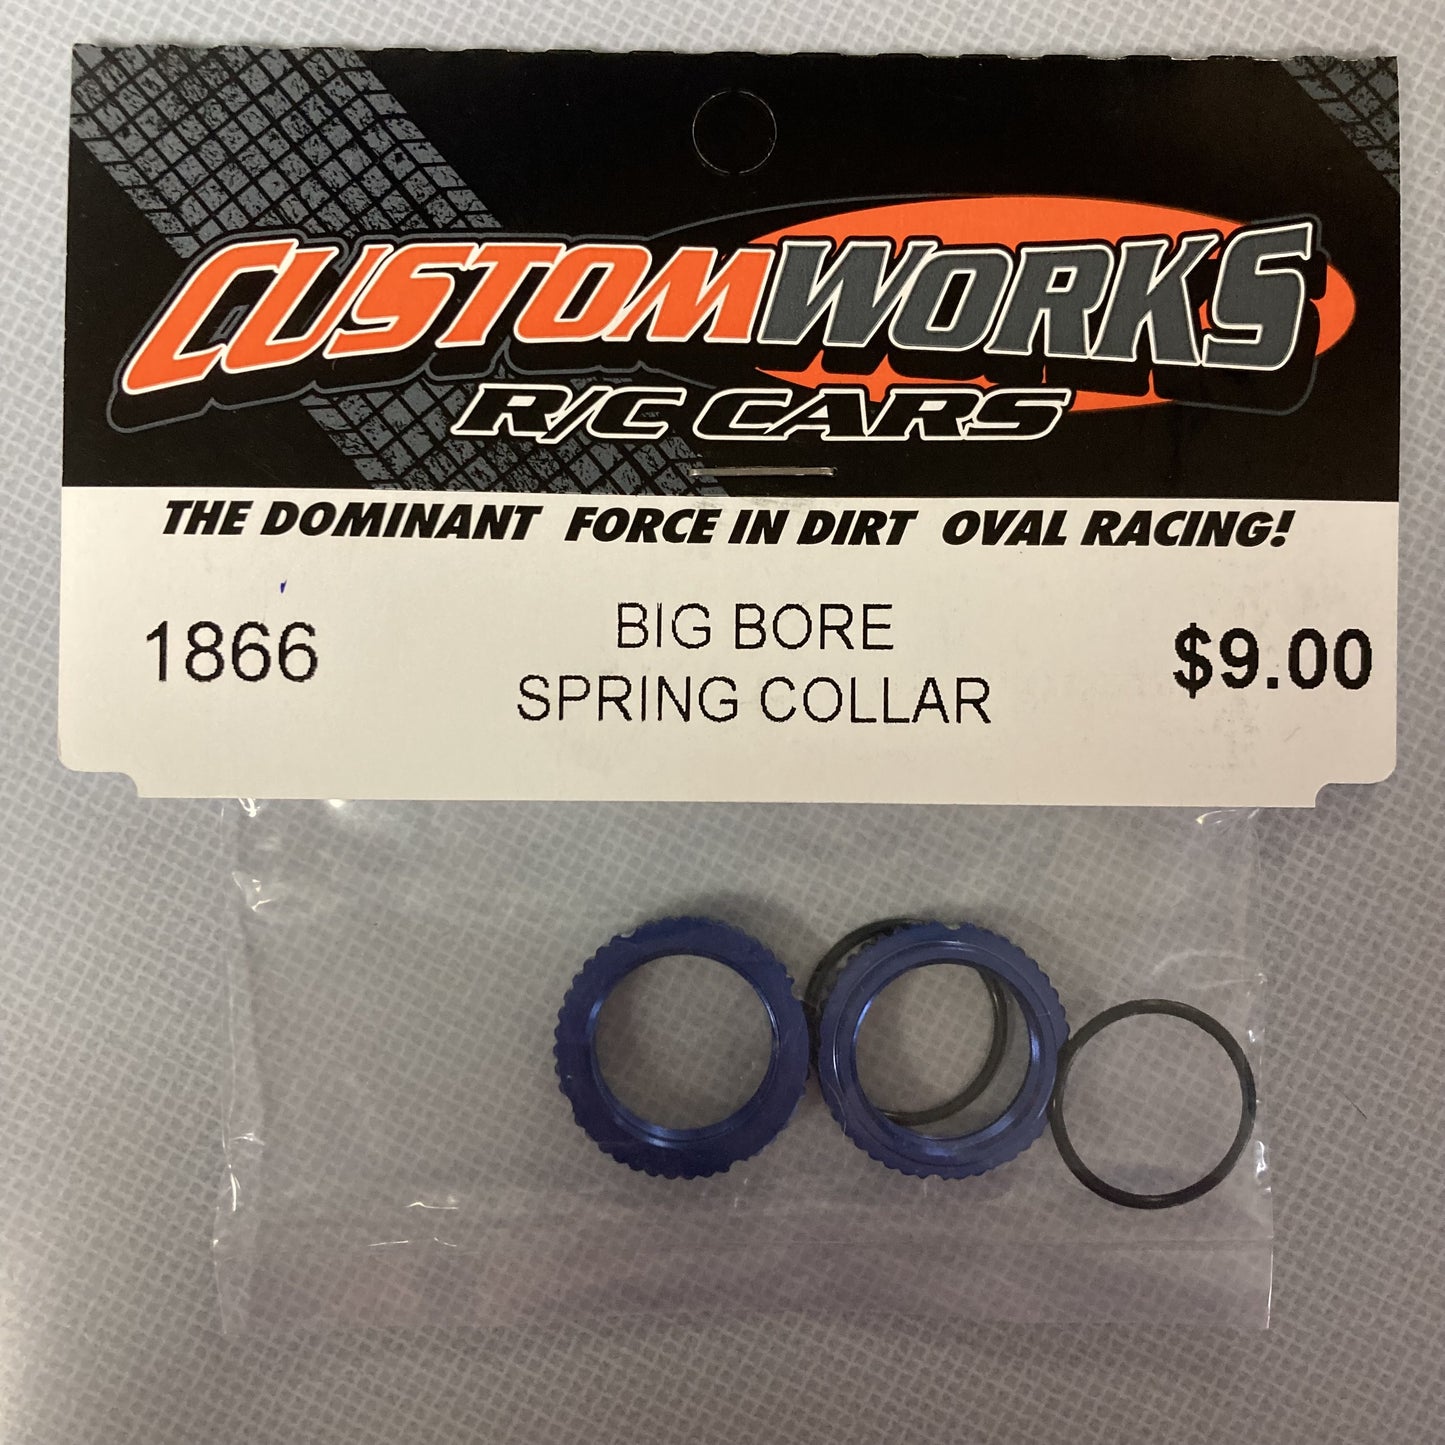 CUSTOMWORKS
R/C CARS
THE DOMINANT FORCE IN DIRT OVAL RACING!
1866
BIG BORE
SPRING COLLAR
$9.00